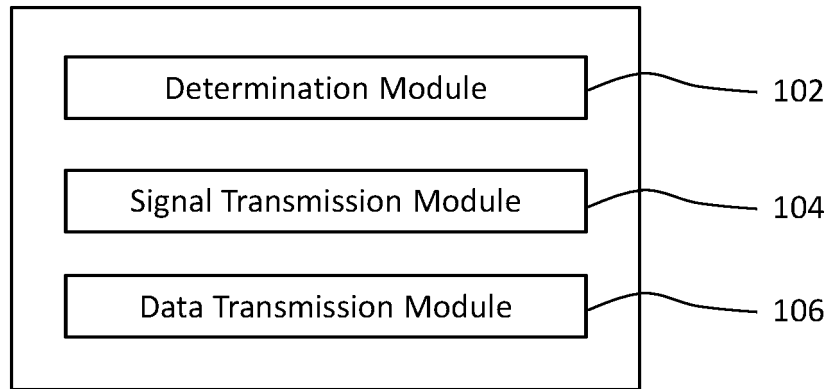 Determination Module 102
Signal Transmission Module 104
Data Transmission Module 106